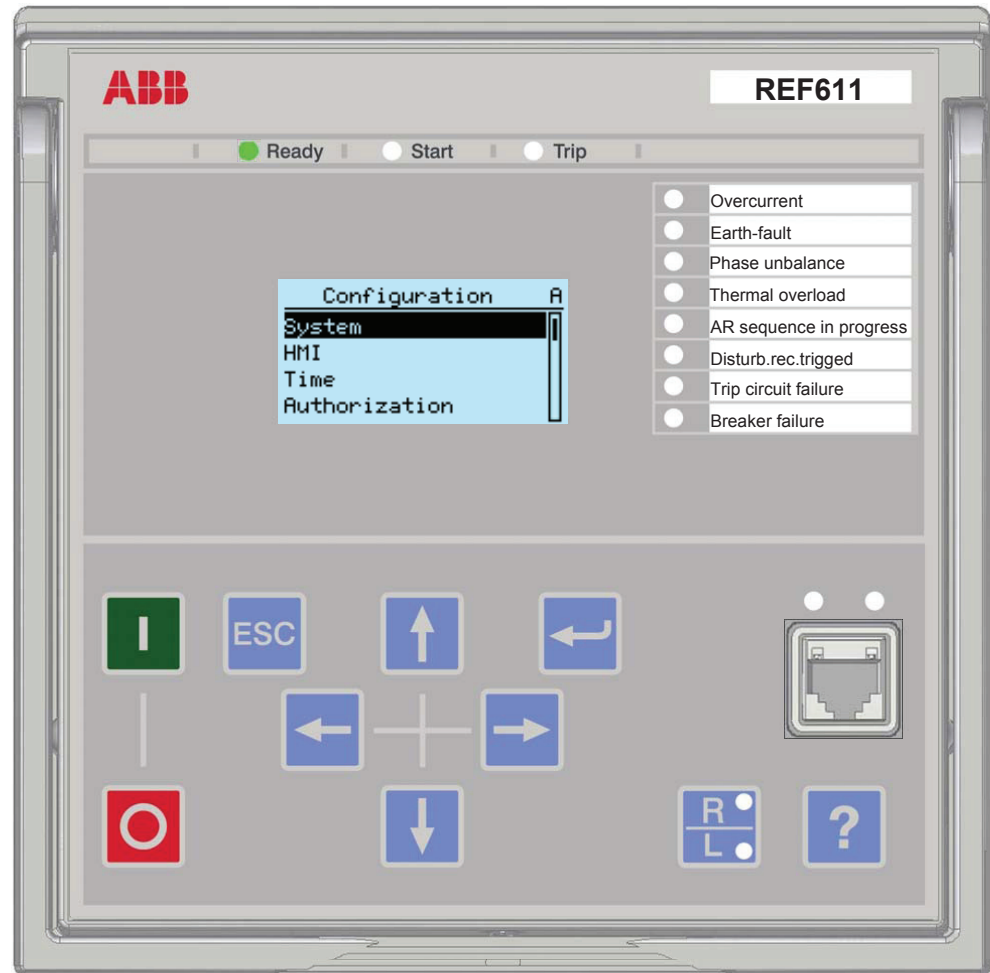 ABB
REF611
Ready Start Trip
Overcurrent
Earth-fault
Phase unbalance
Thermal overload
AR sequence in progress
Disturb.rec.trigged
Trip circuit failure
Breaker failure
Configuration A
System
HMI
Time
Authorization
I
ESC
O
R
L
?